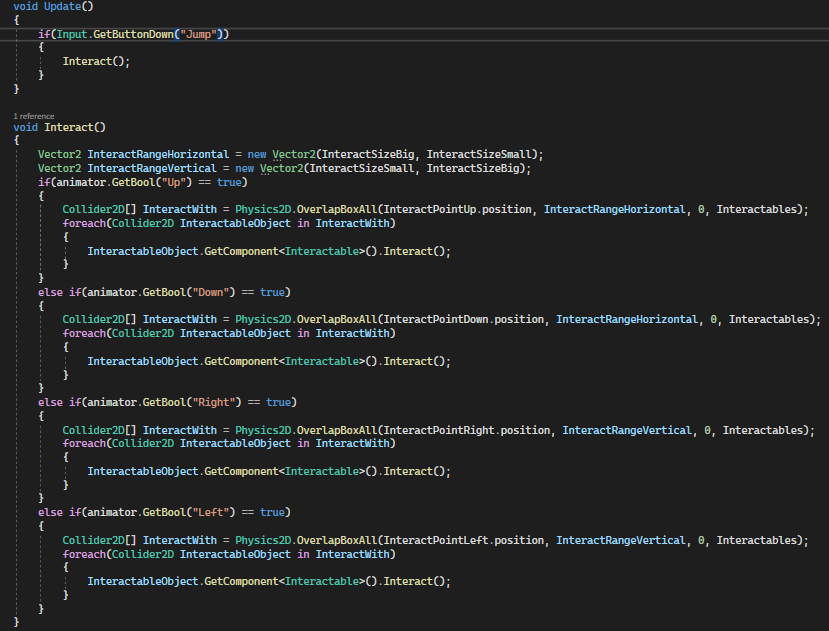 void Update()
{
if(Input.GetButtonDown("Jump"))
{
Interact();
}
}
1 reference
void Interact()
{
Vector2 InteractRangeHorizontal = new Vector2(InteractSizeBig, InteractSizeSmall);
Vector2 InteractRangeVertical = new Vector2(InteractSizeSmall, InteractSizeBig);
if(animator.GetBool("Up") == true)
{
Collider2D[] InteractWith = Physics2D.OverlapBoxAll(InteractPointUp.position, InteractRangeHorizontal, 0, Interactables);
foreach(Collider2D InteractableObject in InteractWith)
{
InteractableObject.GetComponent<Interactable>().Interact();
}
}
else if(animator.GetBool("Down") == true)
{
Collider2D[] InteractWith = Physics2D.OverlapBoxAll(InteractPointDown.position, InteractRangeHorizontal, 0, Interactables);
foreach(Collider2D InteractableObject in InteractWith)
{
InteractableObject.GetComponent<Interactable>().Interact();
}
}
else if(animator.GetBool("Right") == true)
{
Collider2D[] InteractWith = Physics2D.OverlapBoxAll(InteractPointRight.position, InteractRangeVertical, 0, Interactables);
foreach(Collider2D InteractableObject in InteractWith)
{
InteractableObject.GetComponent<Interactable>().Interact();
}
}
else if(animator.GetBool("Left") == true)
{
Collider2D[] InteractWith = Physics2D.OverlapBoxAll(InteractPointLeft.position, InteractRangeVertical, 0, Interactables);
foreach(Collider2D InteractableObject in InteractWith)
{
InteractableObject.GetComponent<Interactable>().Interact();
}
}
}